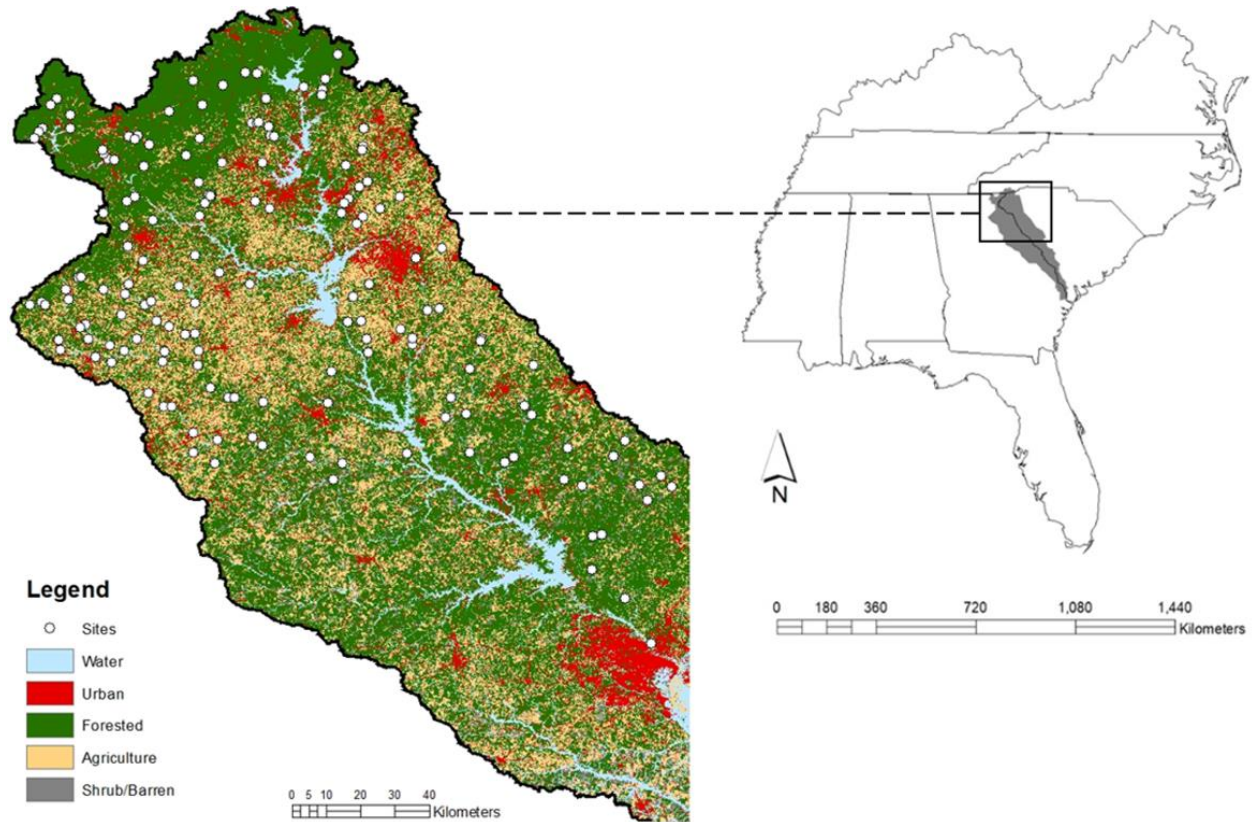 Legend
Sites
Water
Urban
Forested
Agriculture
Shrub/Barren
0 5 10 20 30 40
Kilometers
N
0 180 360 720 1,080 1,440
Kilometers